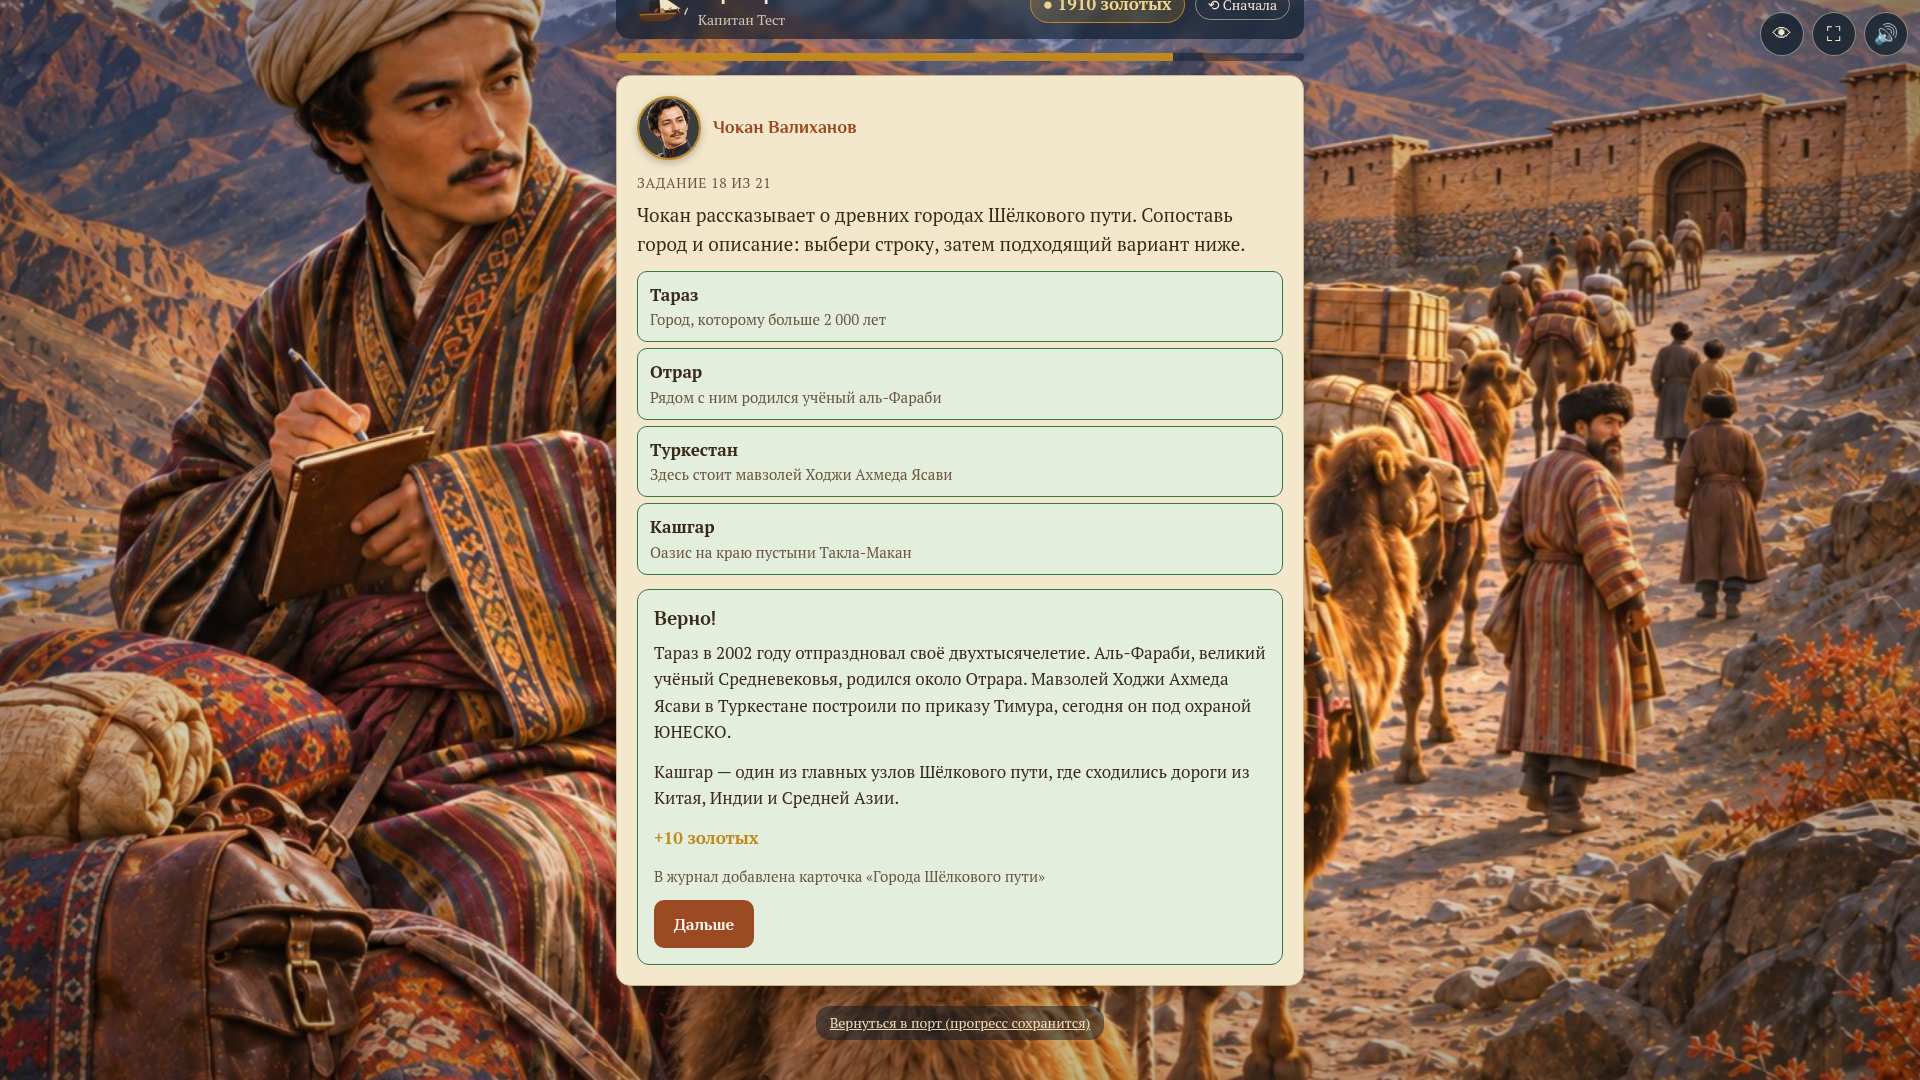 Капитан Тест
● 1910 золотых
⟲ Сначала
Чокан Валиханов
ЗАДАНИЕ 18 ИЗ 21
Чокан рассказывает о древних городах Шёлкового пути. Сопоставь
город и описание: выбери строку, затем подходящий вариант ниже.
Тараз
Город, которому больше 2 000 лет
Отрар
Рядом с ним родился учёный аль-Фараби
Туркестан
Здесь стоит мавзолей Ходжи Ахмеда Ясави
Кашгар
Оазис на краю пустыни Такла-Макан
Верно!
Тараз в 2002 году отпраздновал своё двухтысячелетие. Аль-Фараби, великий
учёный Средневековья, родился около Отрара. Мавзолей Ходжи Ахмеда
Ясави в Туркестане построили по приказу Тимура, сегодня он под охраной
ЮНЕСКО.
Кашгар — один из главных узлов Шёлкового пути, где сходились дороги из
Китая, Индии и Средней Азии.
+10 золотых
В журнал добавлена карточка «Города Шёлкового пути»
Дальше
Вернуться в порт (прогресс сохранится)